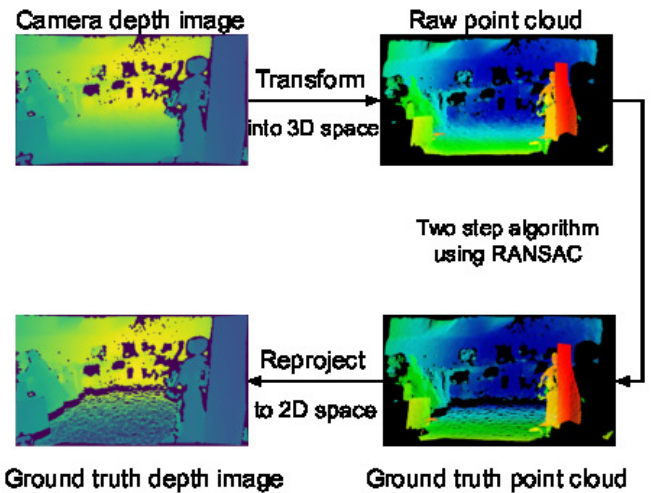 Camera depth image
Raw point cloud
Transform
into 3D space
Two step algorithm
using RANSAC
Reproject
to 2D space
Ground truth depth image
Ground truth point cloud